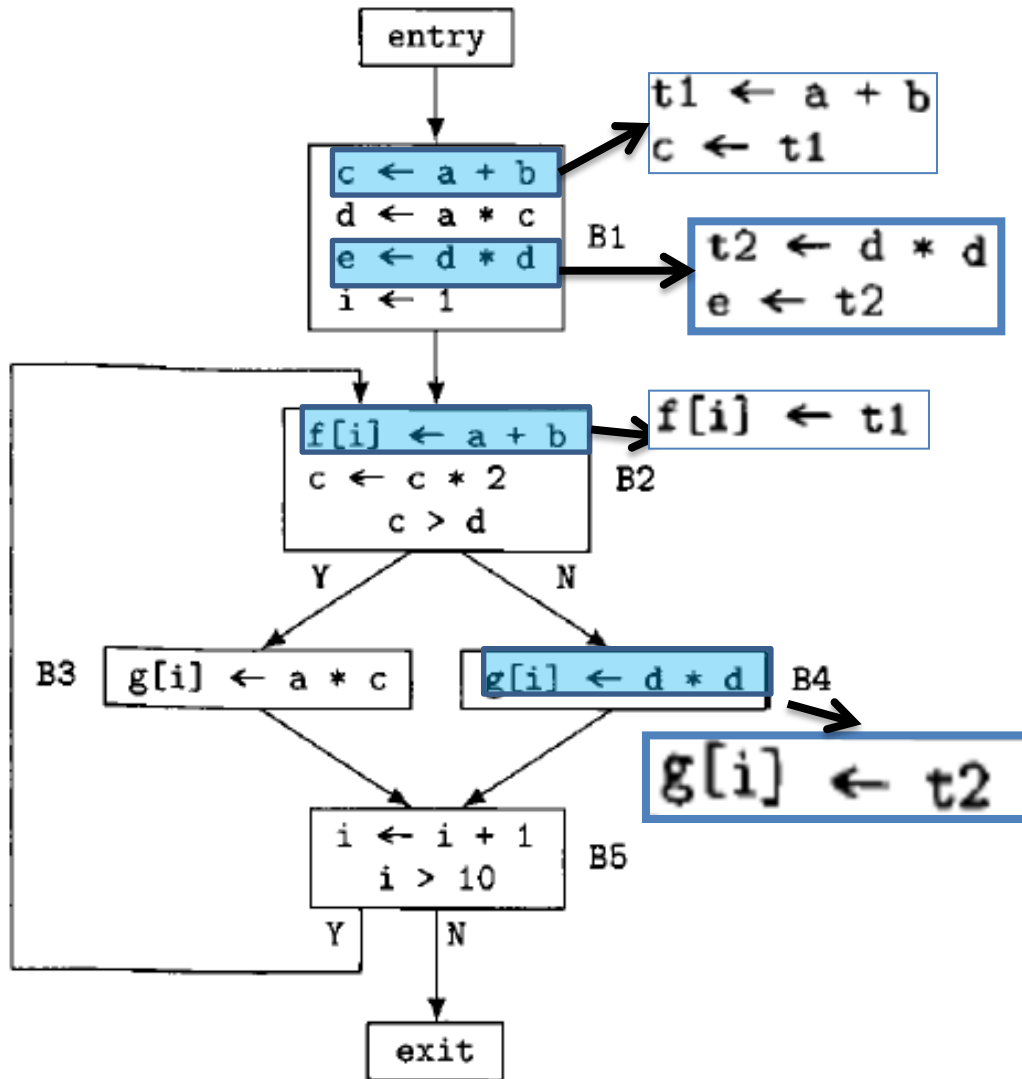 entry
t1 ← a + b
c ← t1
c ← a + b
d ← a * c
e ← d * d
i ← 1
B1
t2 ← d * d
e ← t2
f[i] ← a + b
c ← c * 2
c > d
B2
f[i] ← t1
Y
N
B3
g[i] ← a * c
g[i] ← d * d
B4
g[i] ← t2
i ← i + 1
i > 10
B5
Y
N
exit